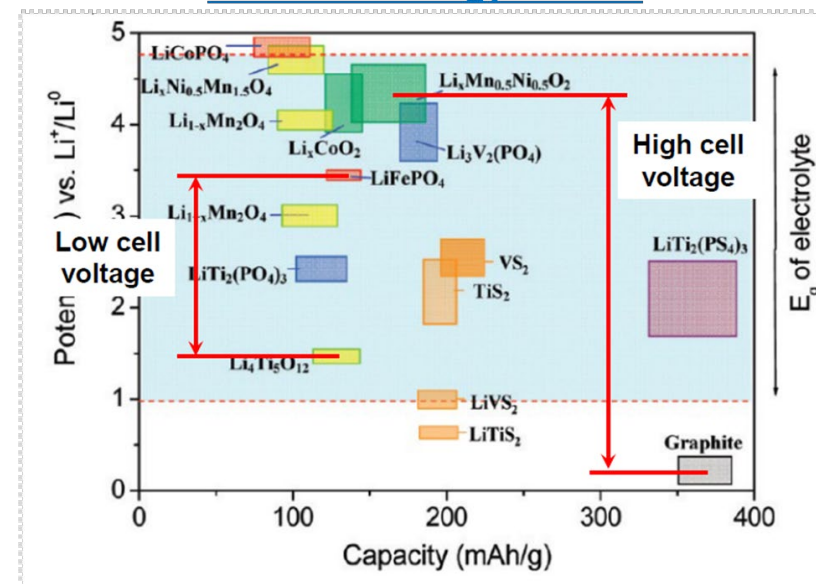 5
4
3
2
1
0
0
100
200
300
400
Capacity (mAh/g)
Poten
) vs. Li⁺/Li⁰
LiCoPO₄
LiₓNi₀.₅Mn₁.₅O₄
Li₁₋ₓMn₂O₄
LiₓCoO₂
LiₓMn₀.₅Ni₀.₅O₂
Li₃V₂(PO₄)
LiFePO₄
Li₁₋ₓMn₂O₄
LiTi₂(PO₄)₃
VS₂
TiS₂
LiTi₂(PS₄)₃
Li₄Ti₅O₁₂
LiVS₂
LiTiS₂
Graphite
Low cell
voltage
High cell
voltage
E_g of electrolyte